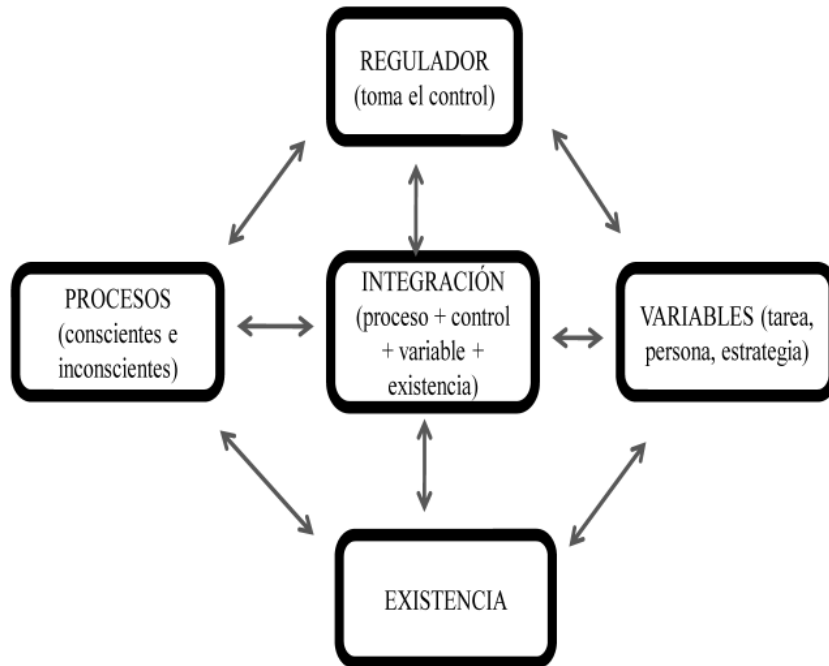 REGULADOR
(toma el control)
PROCESOS
(conscientes e
inconscientes)
INTEGRACIÓN
(proceso + control
+ variable +
existencia)
VARIABLES (tarea,
persona, estrategia)
EXISTENCIA